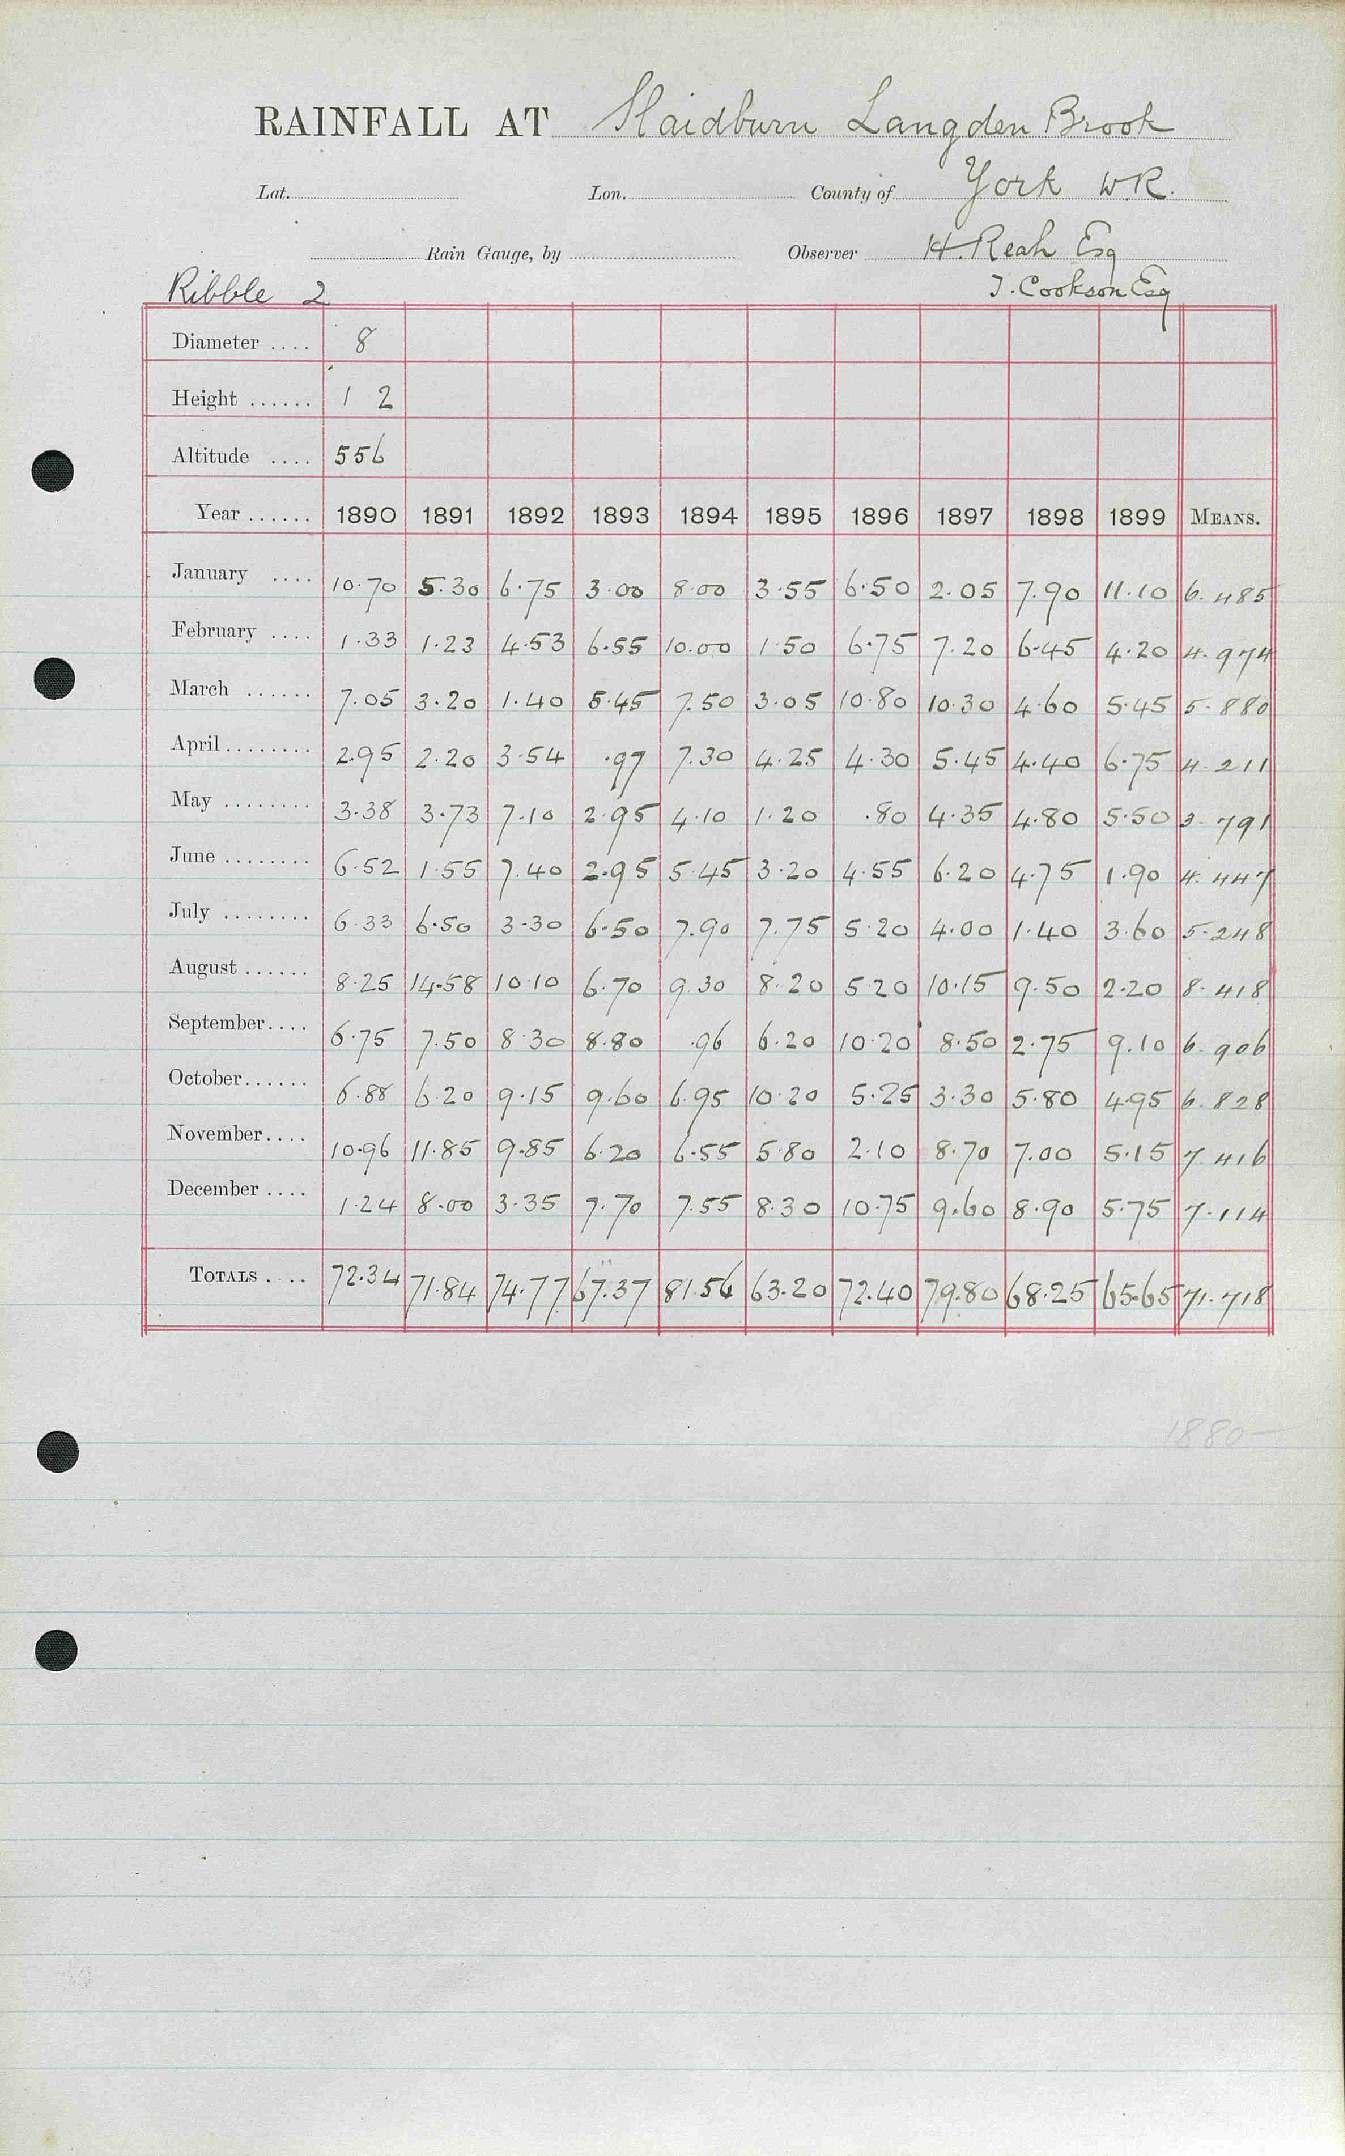 RAINFALL AT Slaidburn Langden Brook
Lat. Lon. County of York W.R.
Rain Gauge, by Observer H. Reah Esq
Ribble 2 T. Cookson Esq
Diameter .... 8
Height ...... 1 2
Altitude .... 556
Year ...... 1890 1891 1892 1893 1894 1895 1896 1897 1898 1899 MEANS.
January .... 10.70 5.30 6.75 3.00 8.00 3.55 6.50 2.05 7.90 11.10 6.485
February .... 1.33 1.23 4.53 6.55 10.00 1.50 6.75 7.20 6.45 4.20 4.974
March ...... 7.05 3.20 1.40 5.45 7.50 3.05 10.80 10.30 4.60 5.45 5.880
April ........ 2.95 2.20 3.54 .97 7.30 4.25 4.30 5.45 4.40 6.75 4.211
May ........ 3.38 3.73 7.10 2.95 4.10 1.20 .80 4.35 4.80 5.50 3.791
June ........ 6.52 1.55 7.40 2.95 5.45 3.20 4.55 6.20 4.75 1.90 4.447
July ........ 6.33 6.50 3.30 6.50 7.90 7.75 5.20 4.00 1.40 3.60 5.248
August ...... 8.25 14.58 10.10 6.70 9.30 8.20 5.20 10.15 9.50 2.20 8.418
September.... 6.75 7.50 8.30 8.80 .96 6.20 10.20 8.50 2.75 9.10 6.906
October...... 6.88 6.20 9.15 9.60 6.95 10.20 5.25 3.30 5.80 4.95 6.828
November.... 10.96 11.85 9.85 6.20 6.55 5.80 2.10 8.70 7.00 5.15 7.416
December .... 1.24 8.00 3.35 7.70 7.55 8.30 10.75 9.60 8.90 5.75 7.114
TOTALS .... 72.34 71.84 74.77 67.37 81.56 63.20 72.40 79.80 68.25 65.65 71.718
1880-